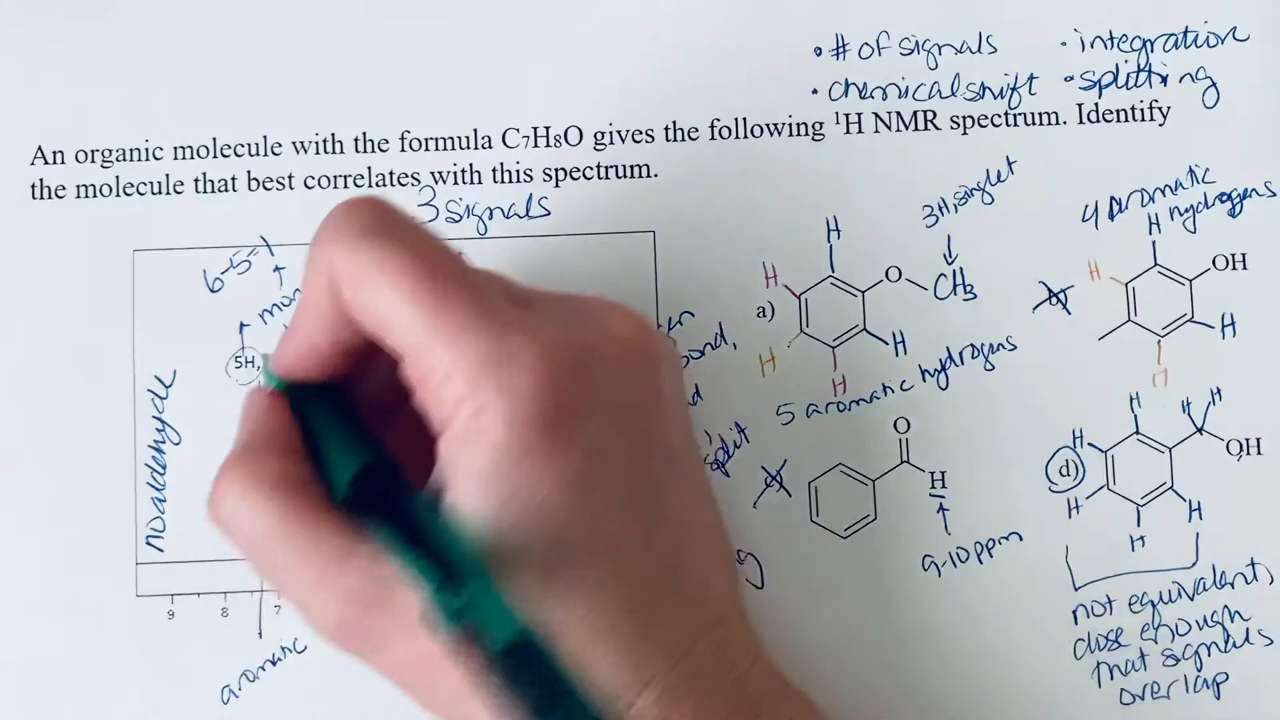 • # of signals • integration
• chemical shift • splitting
An organic molecule with the formula C₇H₈O gives the following ¹H NMR spectrum. Identify
the molecule that best correlates with this spectrum.
3 signals
6-5=1
5H,
no aldehyde
9 8 7
aromatic
split
a)
H
H
H
H
H
O
CH₃
3H, singlet
5 aromatic hydrogens
4 aromatic
hydrogens
H
H
H
H
OH
O
H
9-10 ppm
d)
H
H
H
H
H
H
H
OH
not equivalent,
close enough
that signals
overlap